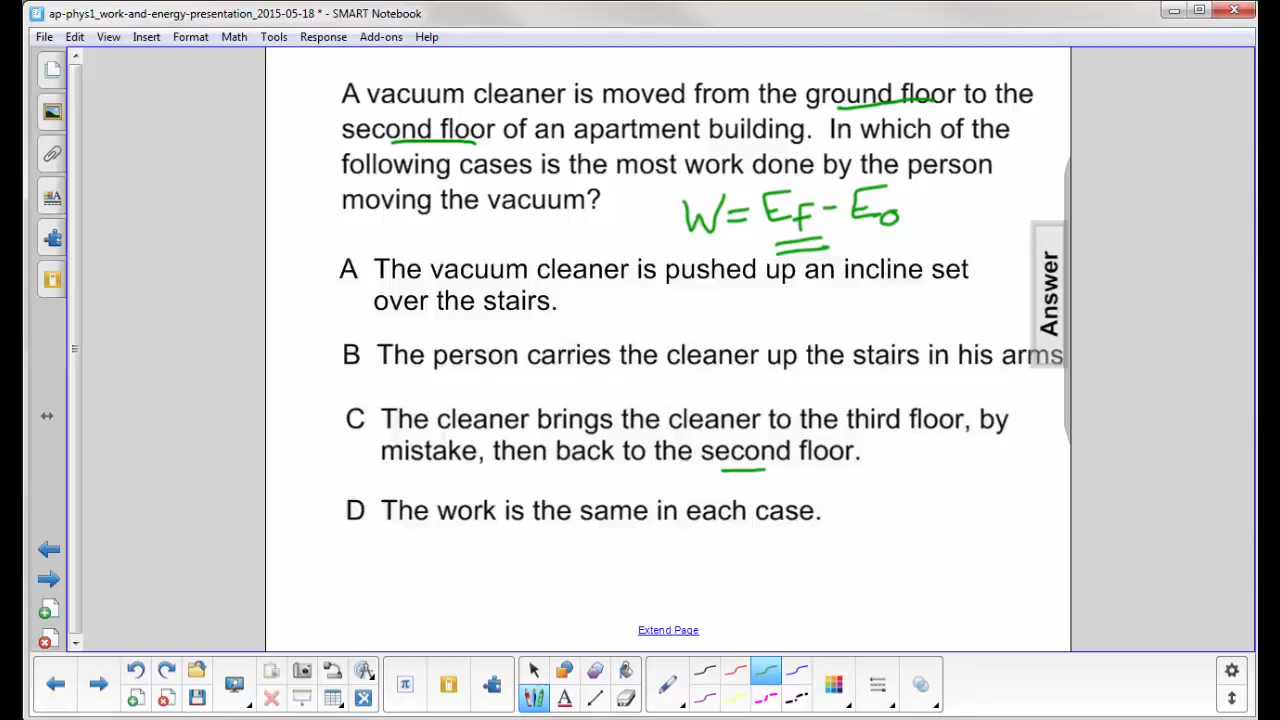 ap-phys1_work-and-energy-presentation_2015-05-18 * - SMART Notebook
File Edit View Insert Format Math Tools Response Add-ons Help
A vacuum cleaner is moved from the ground floor to the
second floor of an apartment building. In which of the
following cases is the most work done by the person
moving the vacuum?
W = EF - E0
A The vacuum cleaner is pushed up an incline set
over the stairs.
Answer
B The person carries the cleaner up the stairs in his arms
C The cleaner brings the cleaner to the third floor, by
mistake, then back to the second floor.
D The work is the same in each case.
Extend Page